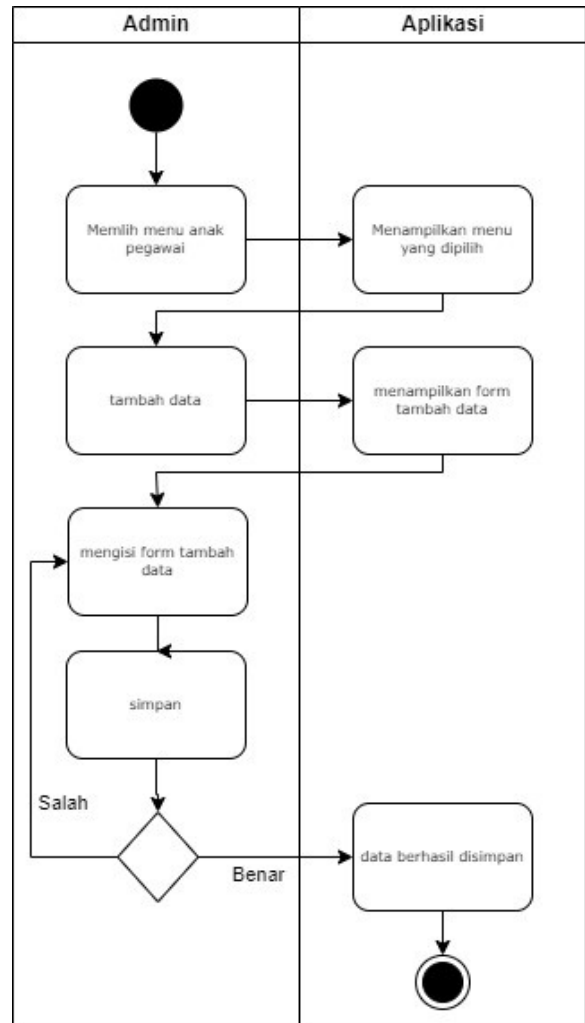 Admin
Aplikasi
Memlih menu anak
pegawai
Menampilkan menu
yang dipilih
tambah data
menampilkan form
tambah data
mengisi form tambah
data
simpan
Salah
Benar
data berhasil disimpan